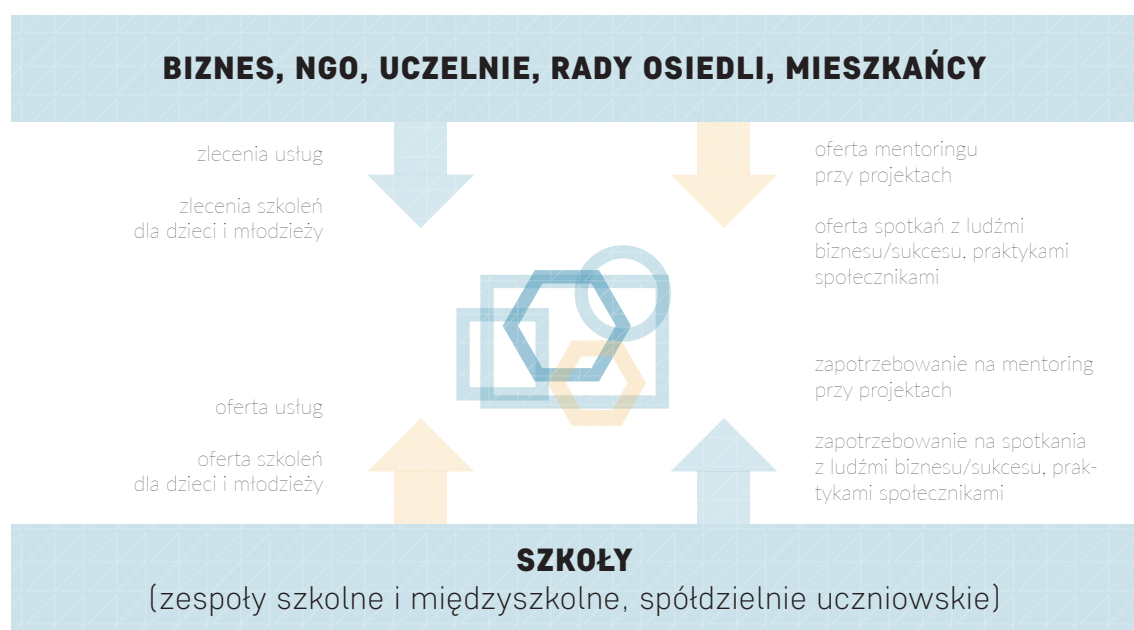 BIZNES, NGO, UCZELNIE, RADY OSIEDLI, MIESZKAŃCY
zlecenia usług
zlecenia szkoleń
dla dzieci i młodzieży
oferta mentoringu
przy projektach
oferta spotkań z ludźmi
biznesu/sukcesu, praktykami
społecznikami
oferta usług
oferta szkoleń
dla dzieci i młodzieży
zapotrzebowanie na mentoring
przy projektach
zapotrzebowanie na spotkania
z ludźmi biznesu/sukcesu, prak-
tykami społecznikami
SZKOŁY
(zespoły szkolne i międzyszkolne, spółdzielnie uczniowskie)